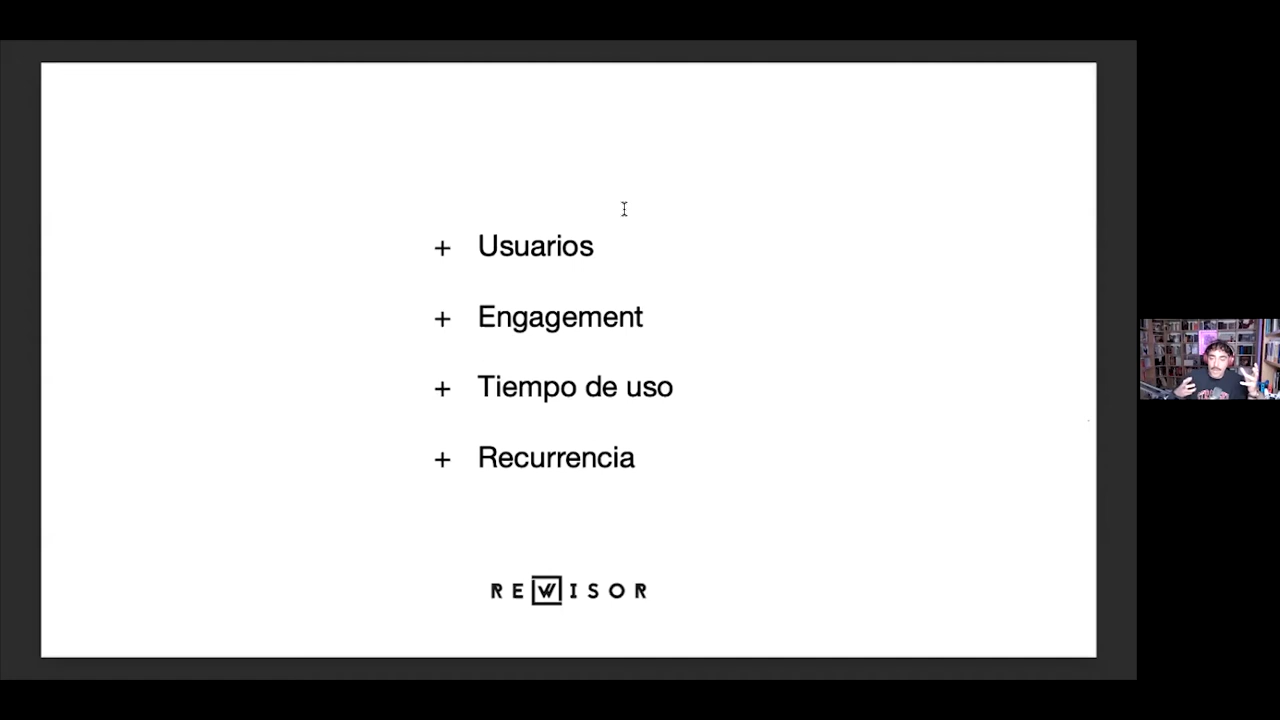 + Usuarios
+ Engagement
+ Tiempo de uso
+ Recurrencia
REWISOR